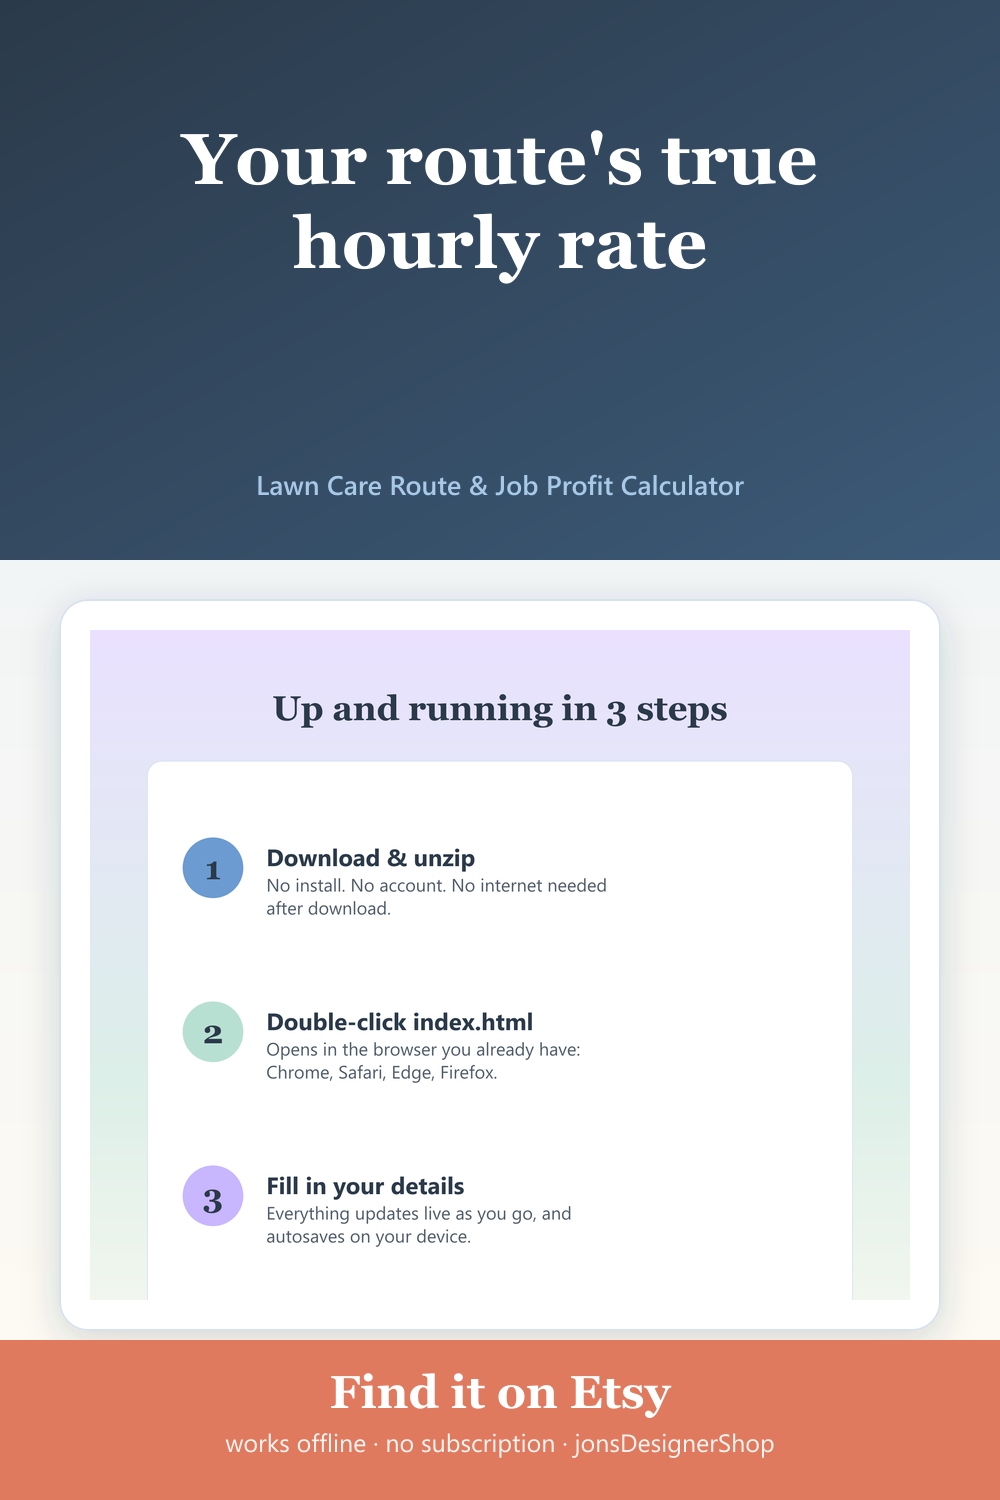 Your route's true
hourly rate
Lawn Care Route & Job Profit Calculator
Up and running in 3 steps
1
Download & unzip
No install. No account. No internet needed
after download.
2
Double-click index.html
Opens in the browser you already have:
Chrome, Safari, Edge, Firefox.
3
Fill in your details
Everything updates live as you go, and
autosaves on your device.
Find it on Etsy
works offline · no subscription · jonsDesignerShop